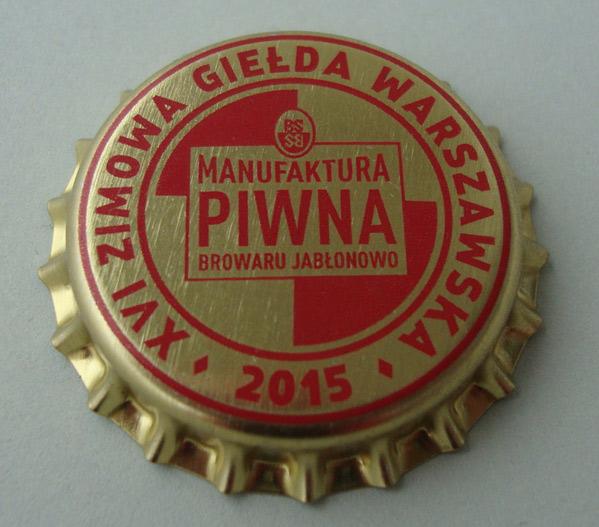 XVI ZIMOWA GIEŁDA WARSZAWSKA
MANUFAKTURA
PIWNA
BROWARU JABŁONOWO
2015